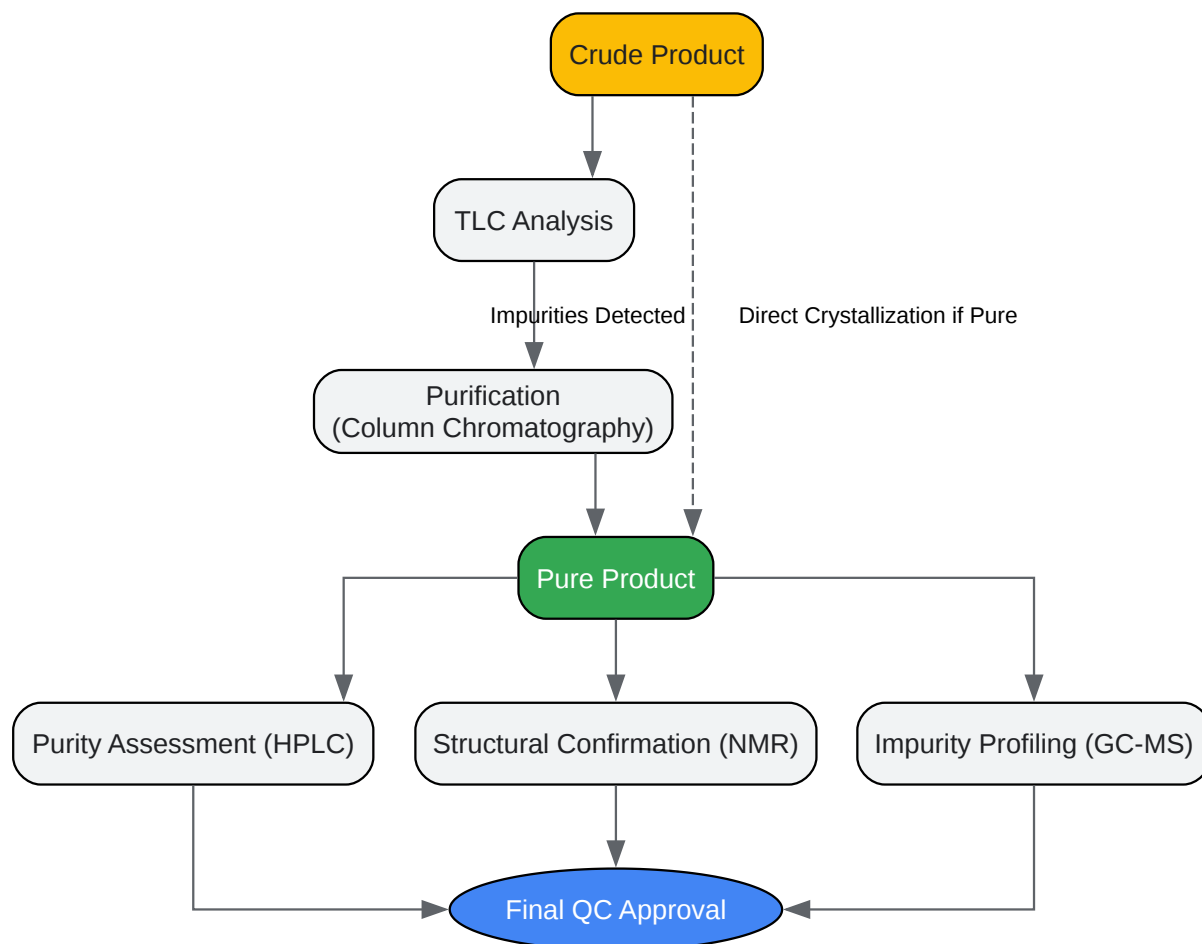 Crude Product
TLC Analysis
Impurities Detected
Direct Crystallization if Pure
Purification
(Column Chromatography)
Pure Product
Purity Assessment (HPLC)
Structural Confirmation (NMR)
Impurity Profiling (GC-MS)
Final QC Approval